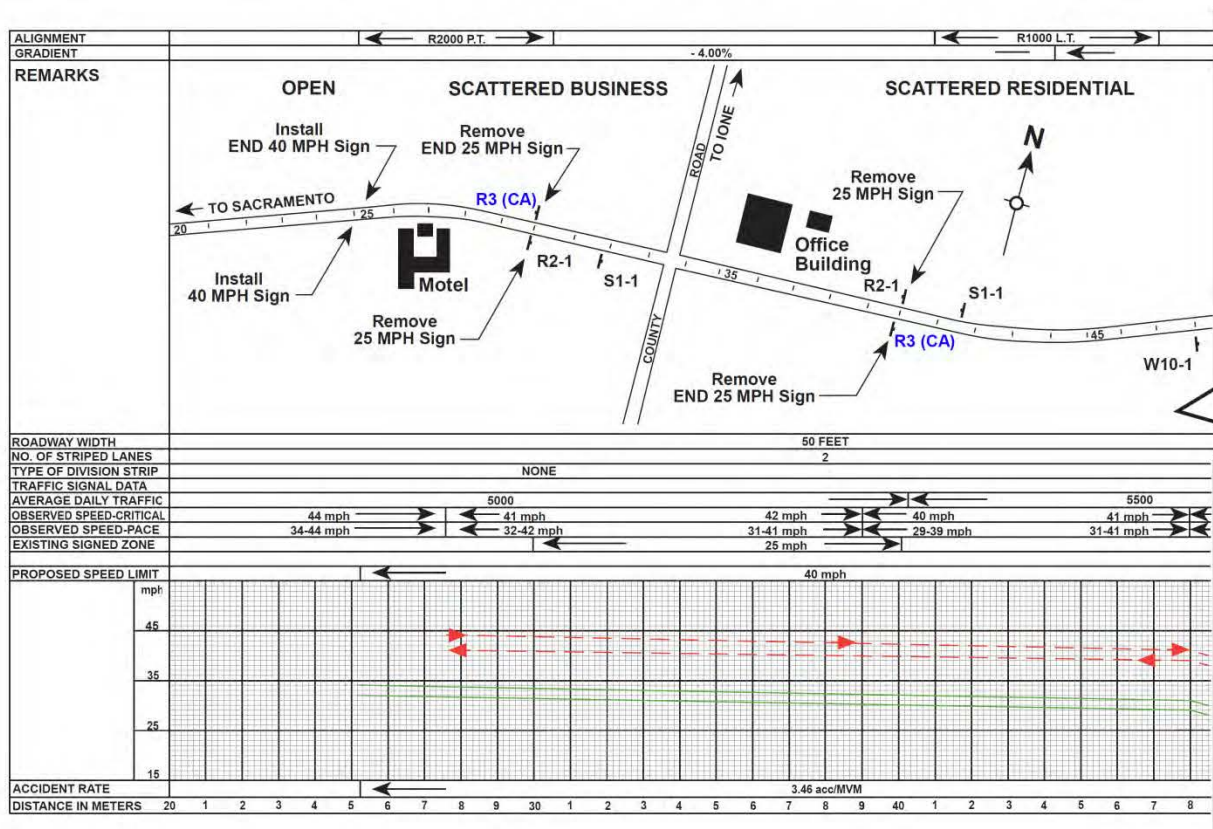 ALIGNMENT R2000 P.T. R1000 L.T.
GRADIENT - 4.00%
REMARKS
OPEN SCATTERED BUSINESS SCATTERED RESIDENTIAL
Install
END 40 MPH Sign
Remove
END 25 MPH Sign
ROAD
TO IONE
N
Remove
25 MPH Sign
TO SACRAMENTO
R3 (CA)
20
25
Install
40 MPH Sign
Motel
R2-1
S1-1
Remove
25 MPH Sign
COUNTY
35
Office
Building
R2-1
S1-1
R3 (CA)
45
W10-1
Remove
END 25 MPH Sign
ROADWAY WIDTH 50 FEET
NO. OF STRIPED LANES 2
TYPE OF DIVISION STRIP NONE
TRAFFIC SIGNAL DATA
AVERAGE DAILY TRAFFIC 5000 5500
OBSERVED SPEED-CRITICAL 44 mph 41 mph 42 mph 40 mph 41 mph
OBSERVED SPEED-PACE 34-44 mph 32-42 mph 31-41 mph 29-39 mph 31-41 mph
EXISTING SIGNED ZONE 25 mph
PROPOSED SPEED LIMIT 40 mph
mph
45
35
25
15
ACCIDENT RATE 3.46 acc/MVM
DISTANCE IN METERS 20 1 2 3 4 5 6 7 8 9 30 1 2 3 4 5 6 7 8 9 40 1 2 3 4 5 6 7 8